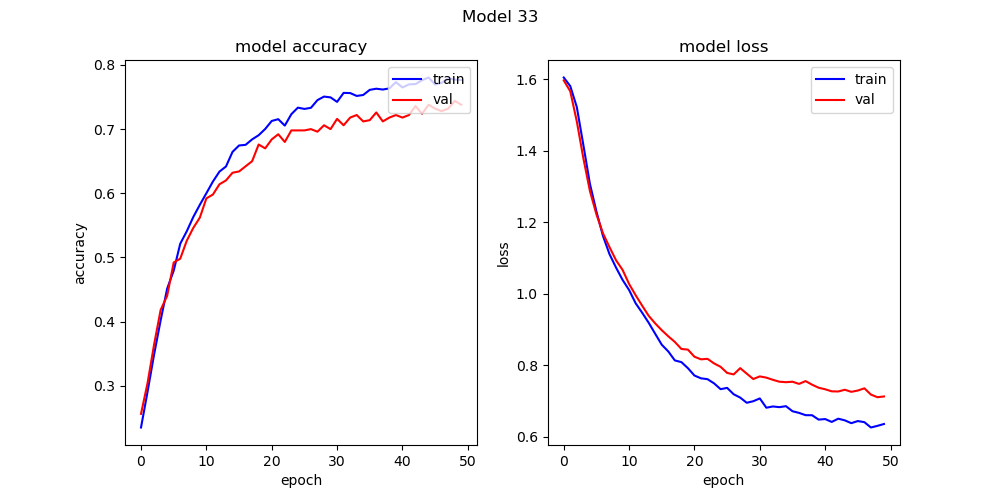 Model 33
model accuracy
train
val
0.8
0.7
0.6
0.5
0.4
0.3
accuracy
0 10 20 30 40 50
epoch
model loss
train
val
1.6
1.4
1.2
1.0
0.8
0.6
loss
0 10 20 30 40 50
epoch